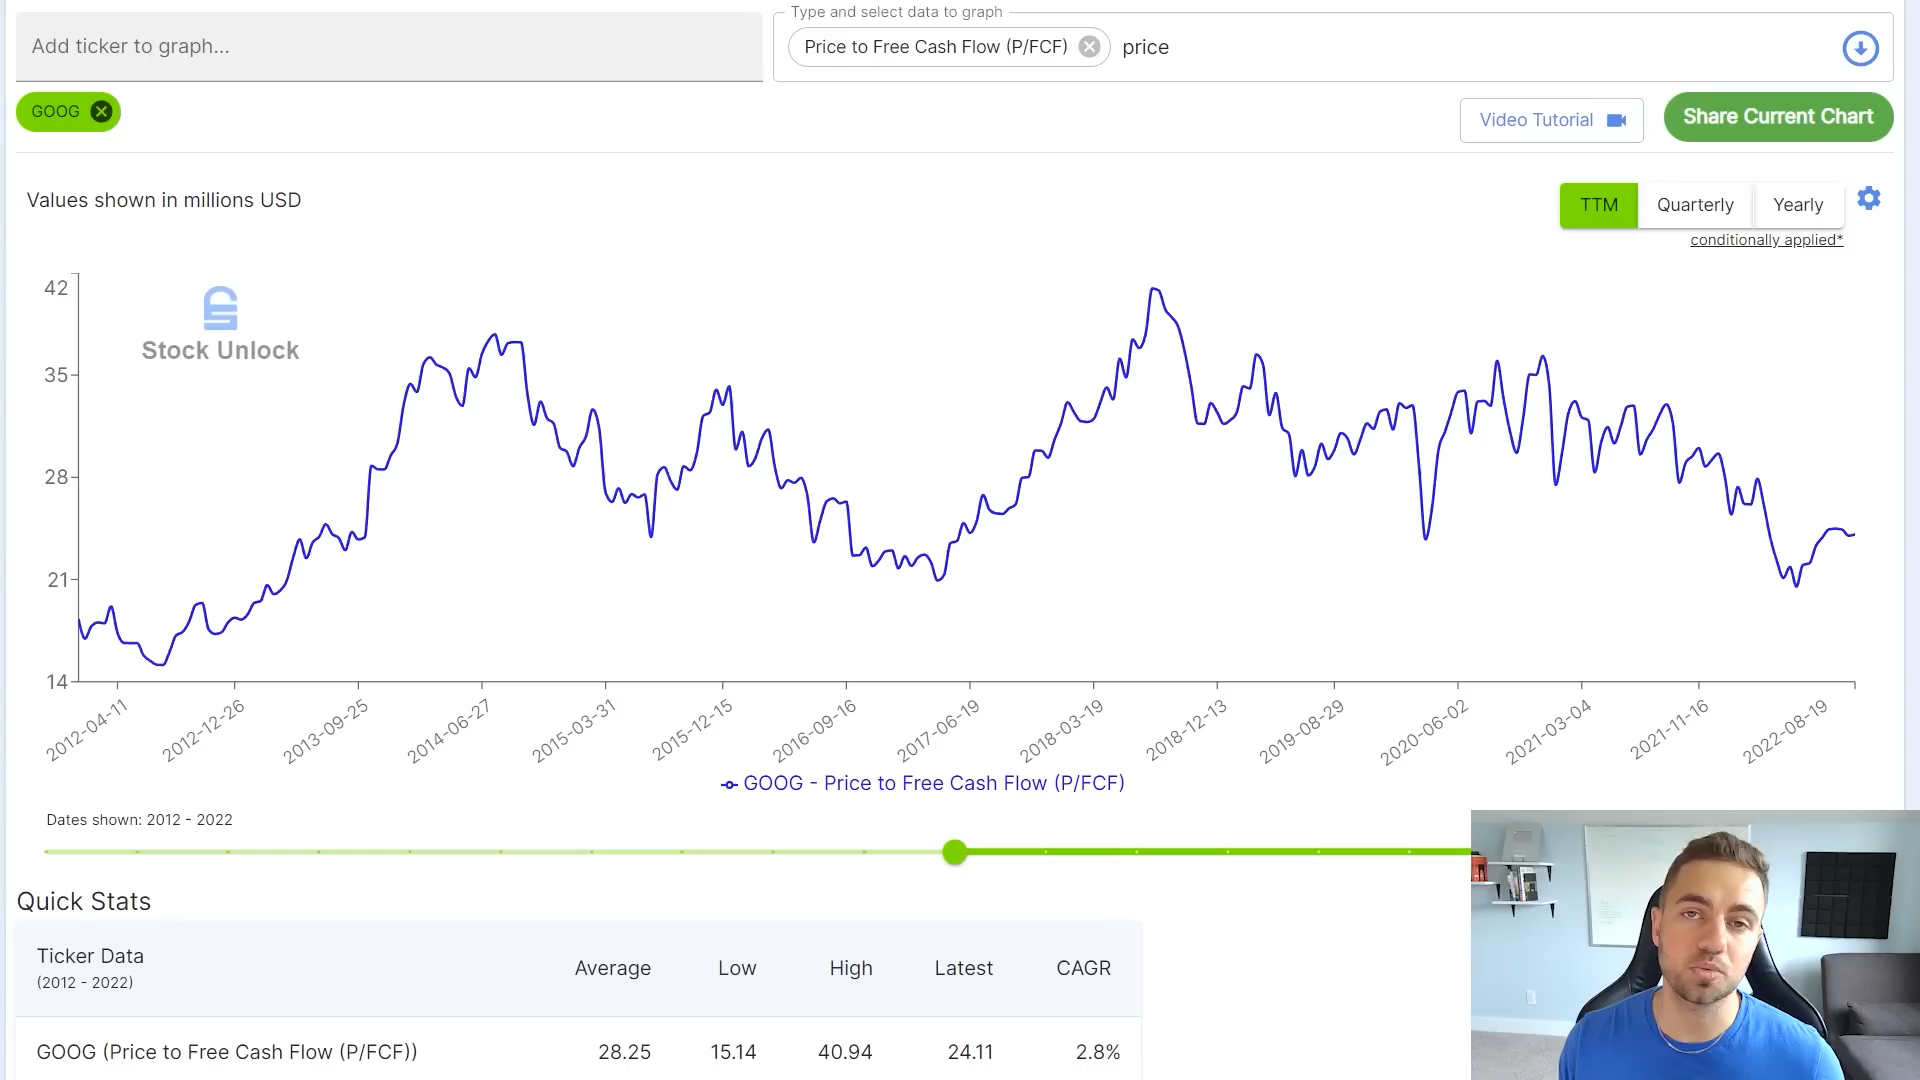 Type and select data to graph
Add ticker to graph...
Price to Free Cash Flow (P/FCF) price
GOOG
Video Tutorial
Share Current Chart
Values shown in millions USD
TTM Quarterly Yearly
conditionally applied*
Stock Unlock
42
35
28
21
14
2012-04-11 2012-12-26 2013-09-25 2014-06-27 2015-03-31 2015-12-15 2016-09-16 2017-06-19 2018-03-19 2018-12-13 2019-08-29 2020-06-02 2021-03-04 2021-11-16 2022-08-19
GOOG - Price to Free Cash Flow (P/FCF)
Dates shown: 2012 - 2022
Quick Stats
Ticker Data Average Low High Latest CAGR
(2012 - 2022)
GOOG (Price to Free Cash Flow (P/FCF)) 28.25 15.14 40.94 24.11 2.8%